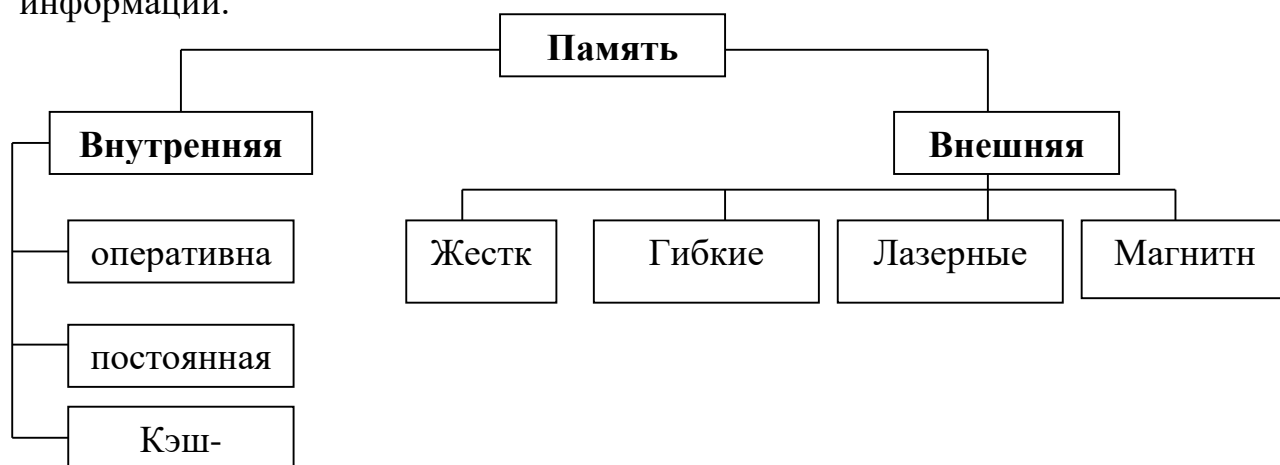 информации.
Память
Внутренняя
Внешняя
оперативна
Жестк
Гибкие
Лазерные
Магнитн
постоянная
Кэш-